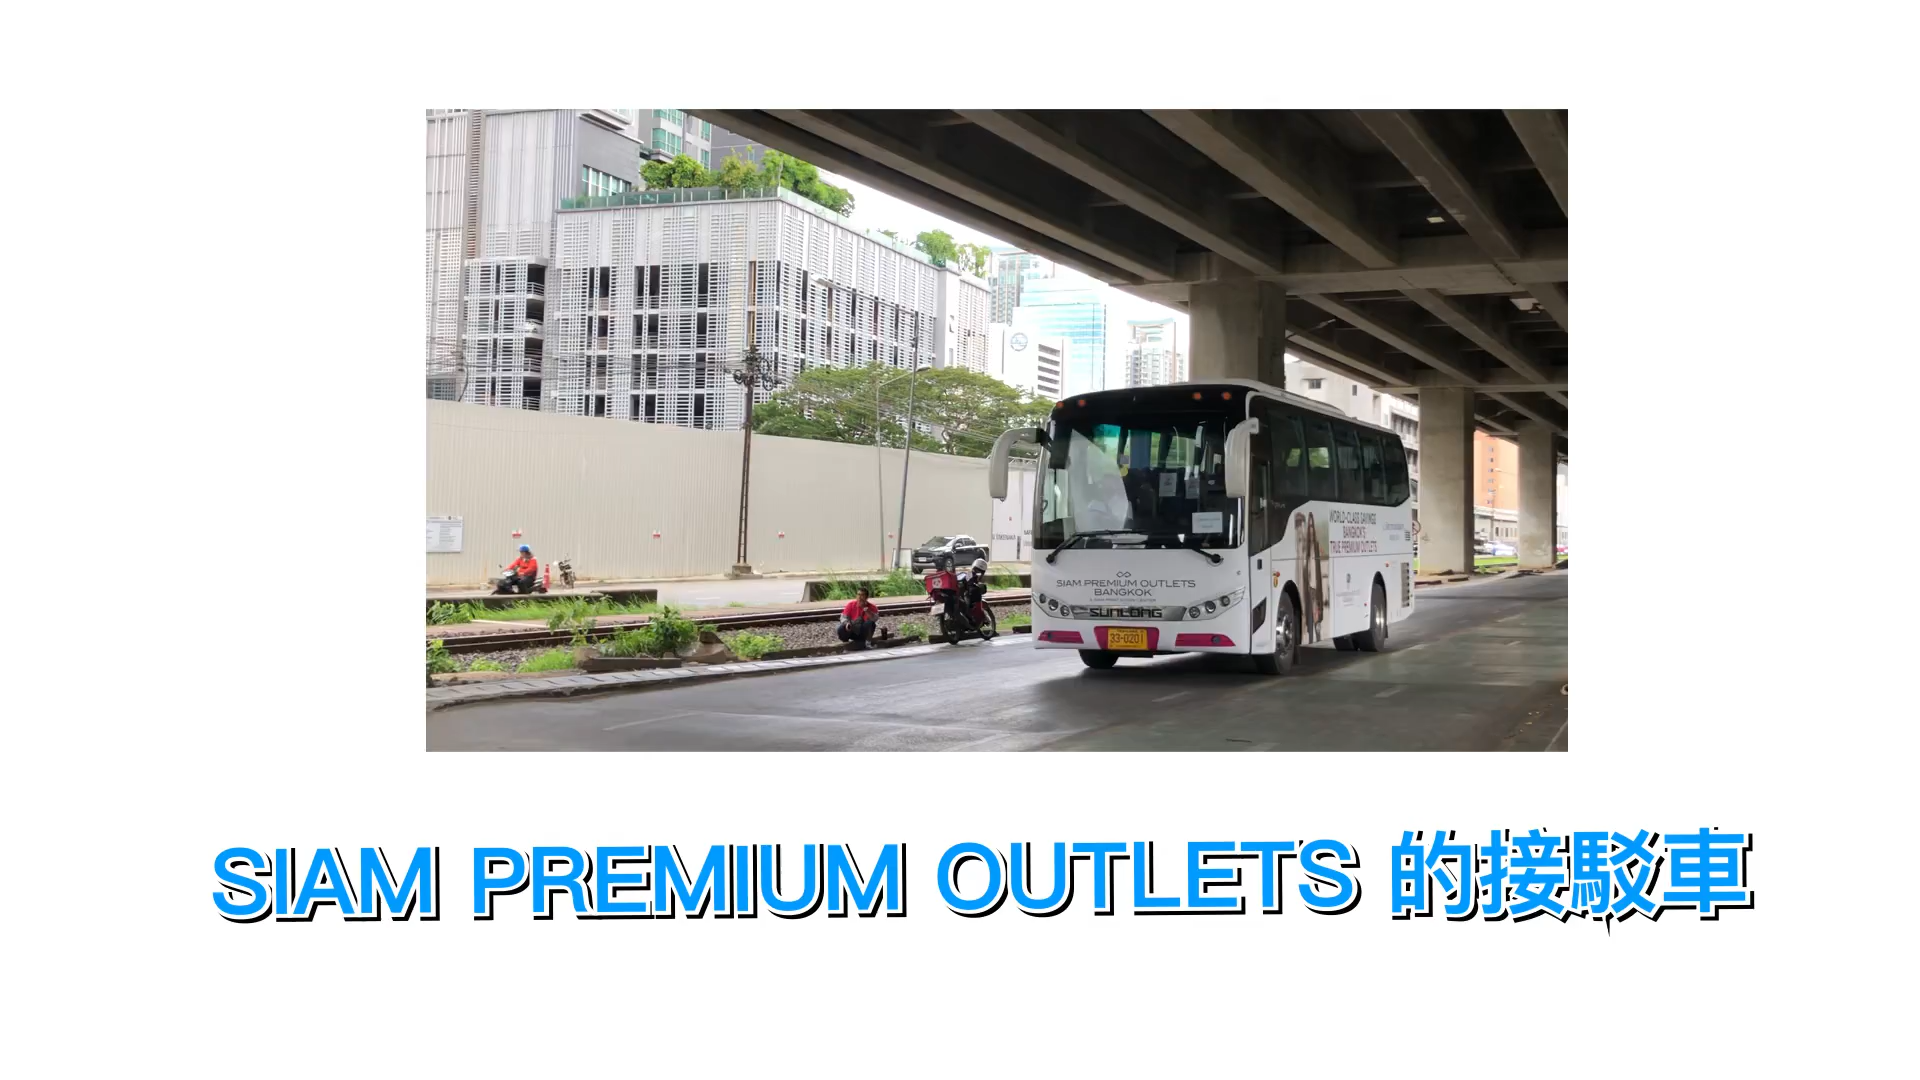 WORLD-CLASS SAVINGS
BANGKOK'S
TRUE PREMIUM OUTLETS
SIAM PREMIUM OUTLETS
BANGKOK
SUNLONG
33-0201
SIAM PREMIUM OUTLETS 的接駁車